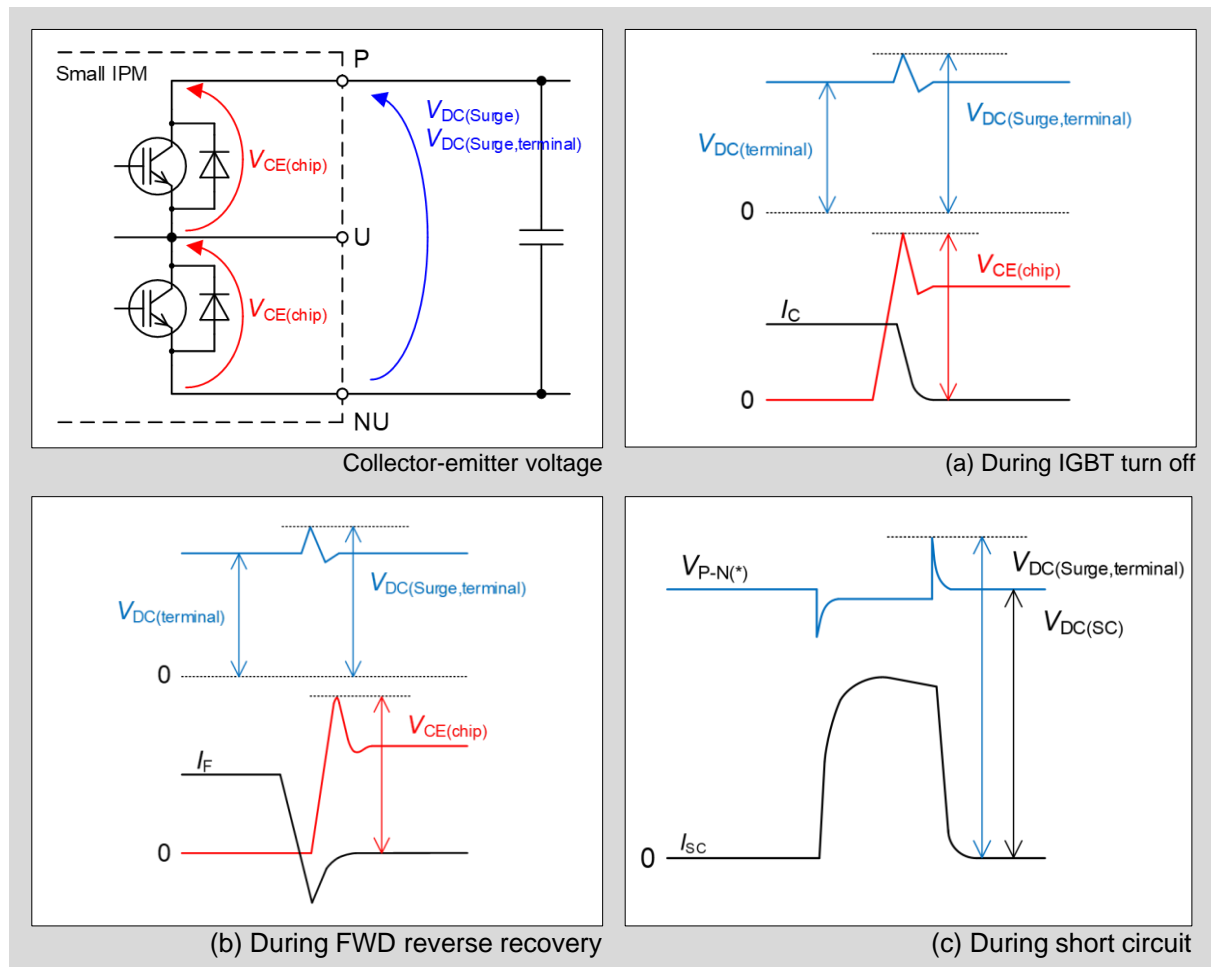 Small IPM
P
VDC(Surge)
VDC(Surge,terminal)
VCE(chip)
U
VCE(chip)
NU
Collector-emitter voltage
VDC(Surge,terminal)
VDC(terminal)
0
VCE(chip)
IC
0
(a) During IGBT turn off
VDC(Surge,terminal)
VDC(terminal)
0
VCE(chip)
IF
0
(b) During FWD reverse recovery
VP-N(*)
VDC(Surge,terminal)
VDC(SC)
0
ISC
(c) During short circuit